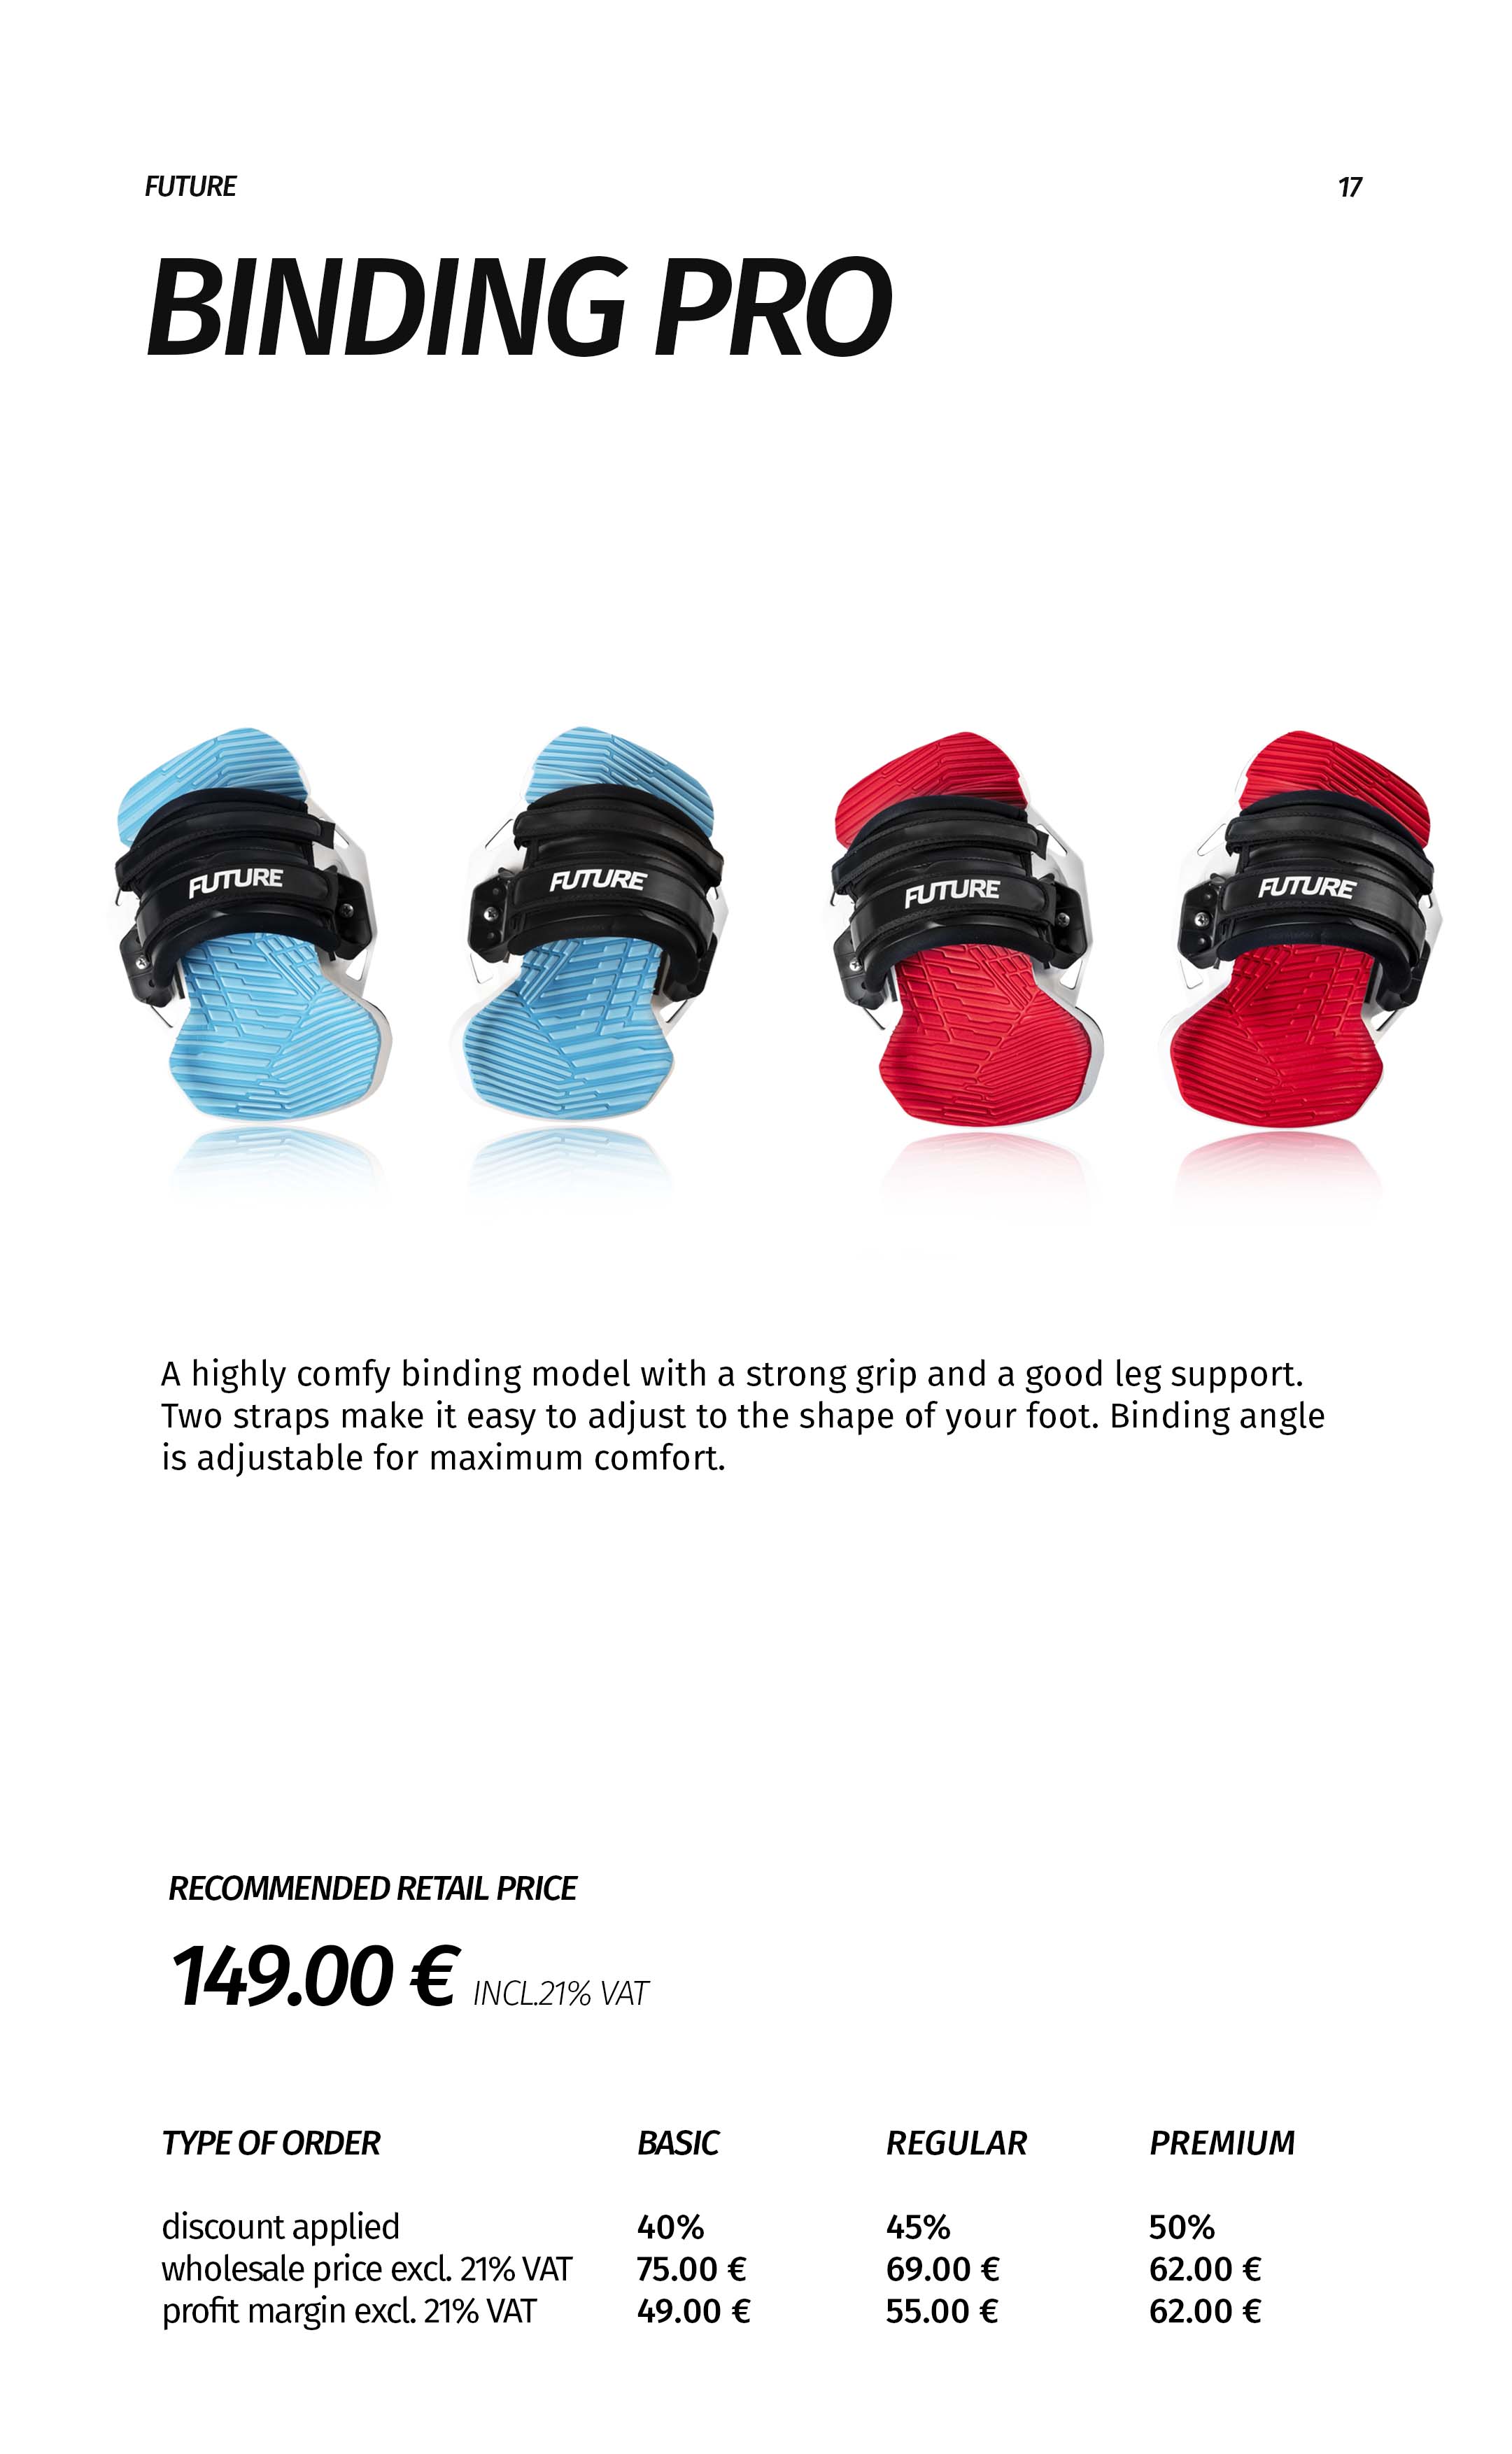 FUTURE 17
BINDING PRO
FUTURE FUTURE FUTURE FUTURE
A highly comfy binding model with a strong grip and a good leg support.
Two straps make it easy to adjust to the shape of your foot. Binding angle
is adjustable for maximum comfort.
RECOMMENDED RETAIL PRICE
149.00 € INCL.21% VAT
TYPE OF ORDER BASIC REGULAR PREMIUM
discount applied 40% 45% 50%
wholesale price excl. 21% VAT 75.00 € 69.00 € 62.00 €
profit margin excl. 21% VAT 49.00 € 55.00 € 62.00 €